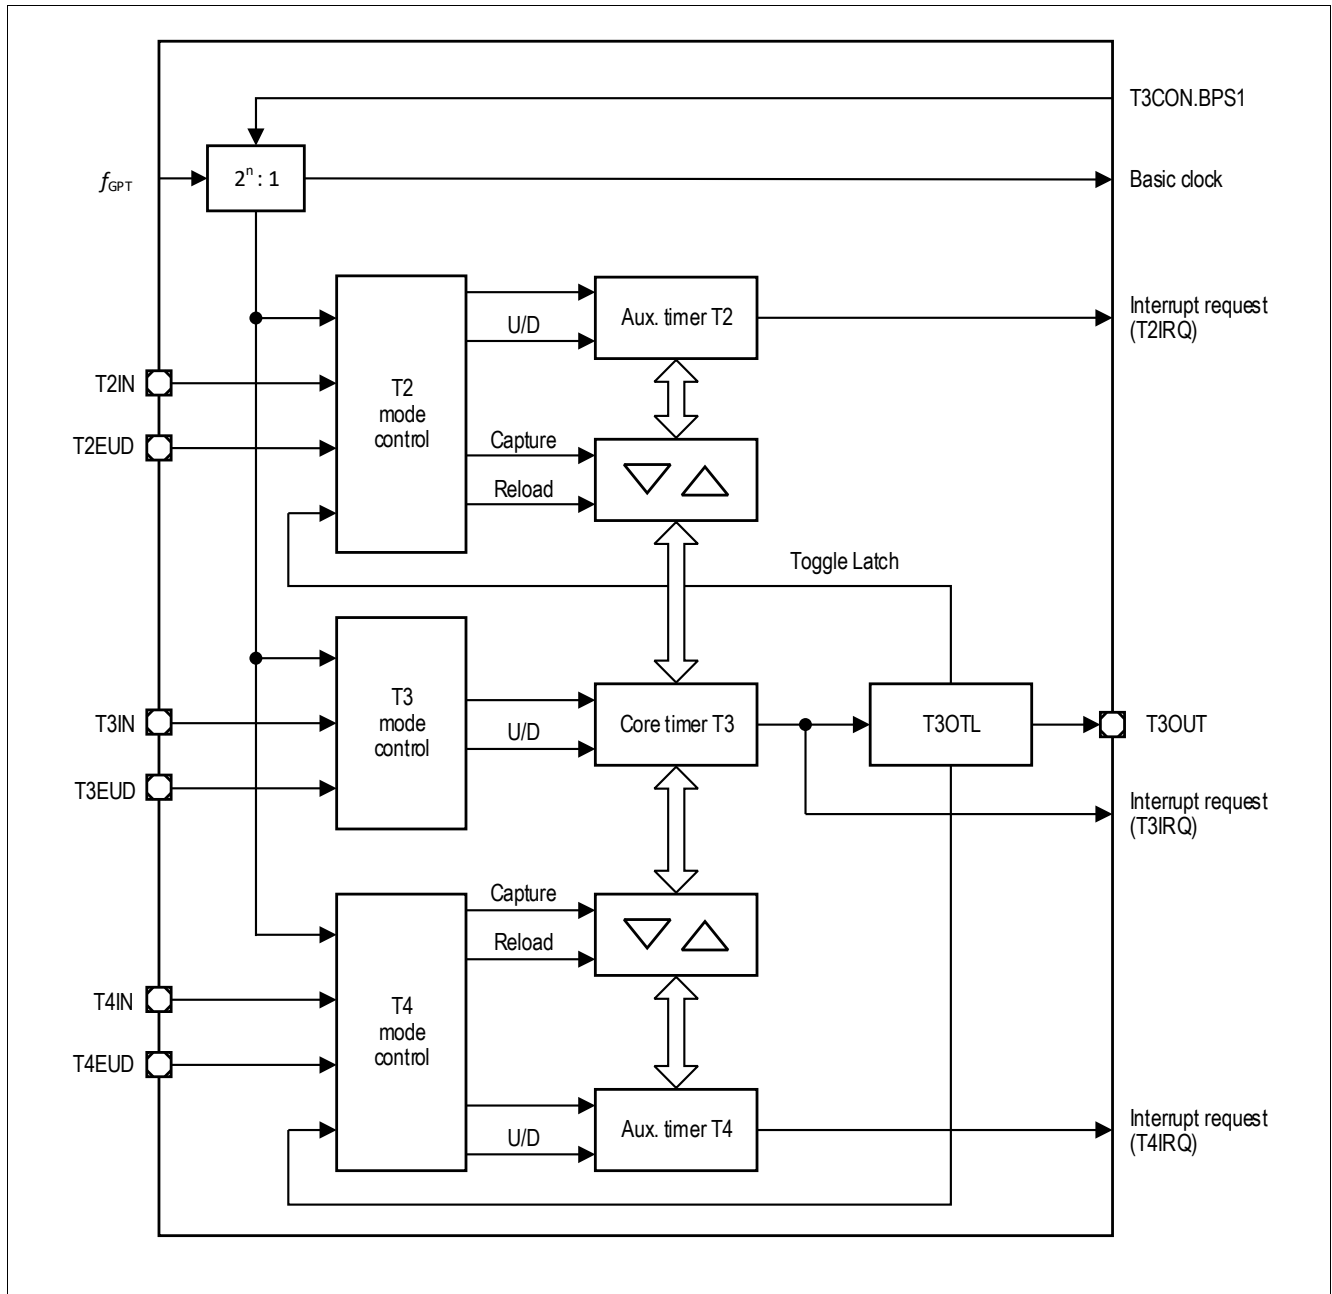 T3CON.BPS1
fGPT
2n : 1
Basic clock
Aux. timer T2
U/D
Interrupt request
(T2IRQ)
T2IN
T2
mode
control
T2EUD
Capture
Reload
Toggle Latch
T3IN
T3
mode
control
U/D
Core timer T3
T3OTL
T3OUT
T3EUD
Interrupt request
(T3IRQ)
Capture
Reload
T4IN
T4
mode
control
T4EUD
U/D
Aux. timer T4
Interrupt request
(T4IRQ)